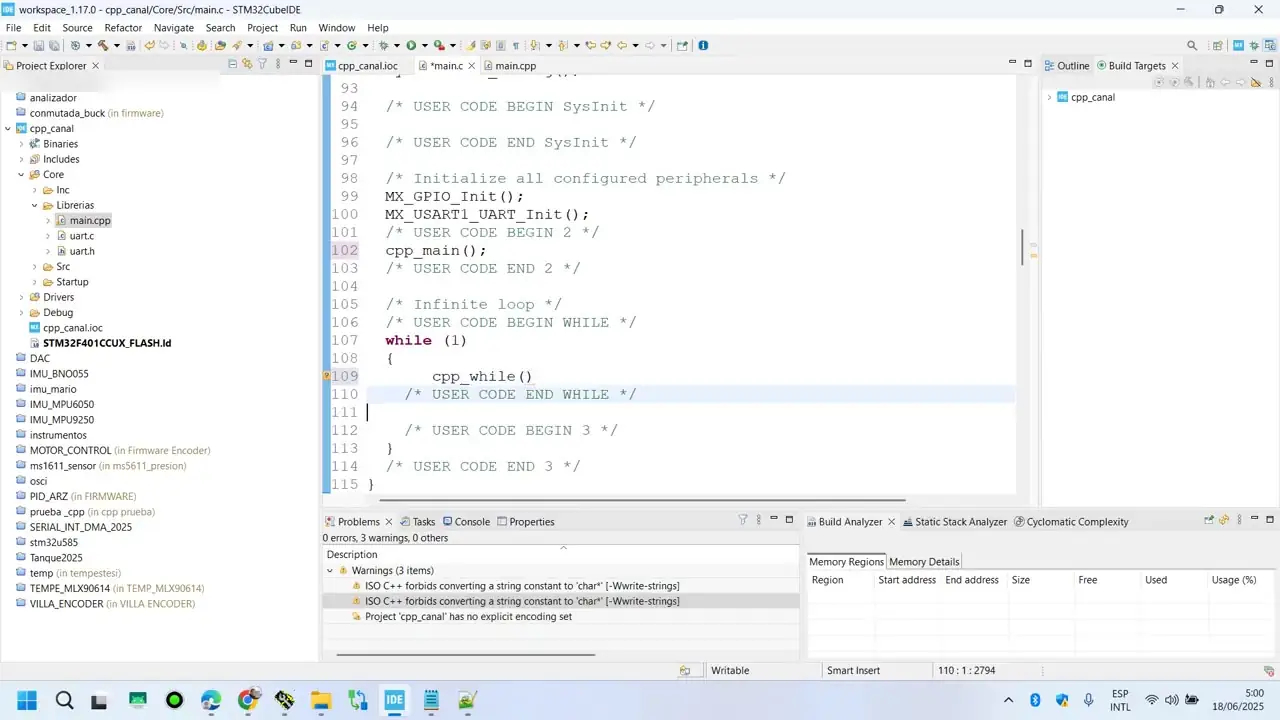 workspace_1.17.0 - cpp_canal/Core/Src/main.c - STM32CubeIDE
File Edit Source Refactor Navigate Search Project Run Window Help
Project Explorer
cpp_canal.ioc
*main.c
main.cpp
Outline
Build Targets
analizador
conmutada_buck (in firmware)
cpp_canal
Binaries
Includes
Core
Inc
Librerias
main.cpp
uart.c
uart.h
Src
Startup
Drivers
Debug
cpp_canal.ioc
STM32F401CCUX_FLASH.ld
DAC
IMU_BNO055
imu_mario
IMU_MPU6050
IMU_MPU9250
instrumentos
MOTOR_CONTROL (in Firmware Encoder)
ms1611_sensor (in ms5611_presion)
osci
PID_ARZ (in FIRMWARE)
prueba _cpp (in cpp prueba)
SERIAL_INT_DMA_2025
stm32u585
Tanque2025
temp (in tempestesi)
TEMPE_MLX90614 (in TEMP_MLX90614)
VILLA_ENCODER (in VILLA ENCODER)
93
94 /* USER CODE BEGIN SysInit */
95
96 /* USER CODE END SysInit */
97
98 /* Initialize all configured peripherals */
99 MX_GPIO_Init();
100 MX_USART1_UART_Init();
101 /* USER CODE BEGIN 2 */
102 cpp_main();
103 /* USER CODE END 2 */
104
105 /* Infinite loop */
106 /* USER CODE BEGIN WHILE */
107 while (1)
108 {
109 cpp_while()
110 /* USER CODE END WHILE */
111
112 /* USER CODE BEGIN 3 */
113 }
114 /* USER CODE END 3 */
115 }
cpp_canal
Problems Tasks Console Properties
0 errors, 3 warnings, 0 others
Description
Warnings (3 items)
ISO C++ forbids converting a string constant to 'char*' [-Wwrite-strings]
ISO C++ forbids converting a string constant to 'char*' [-Wwrite-strings]
Project 'cpp_canal' has no explicit encoding set
Build Analyzer Static Stack Analyzer Cyclomatic Complexity
Memory Regions Memory Details
Region Start address End address Size Free Used Usage (%)
Writable Smart Insert 110 : 1 : 2794
IDE
ESP
INTL
5:00
18/06/2025